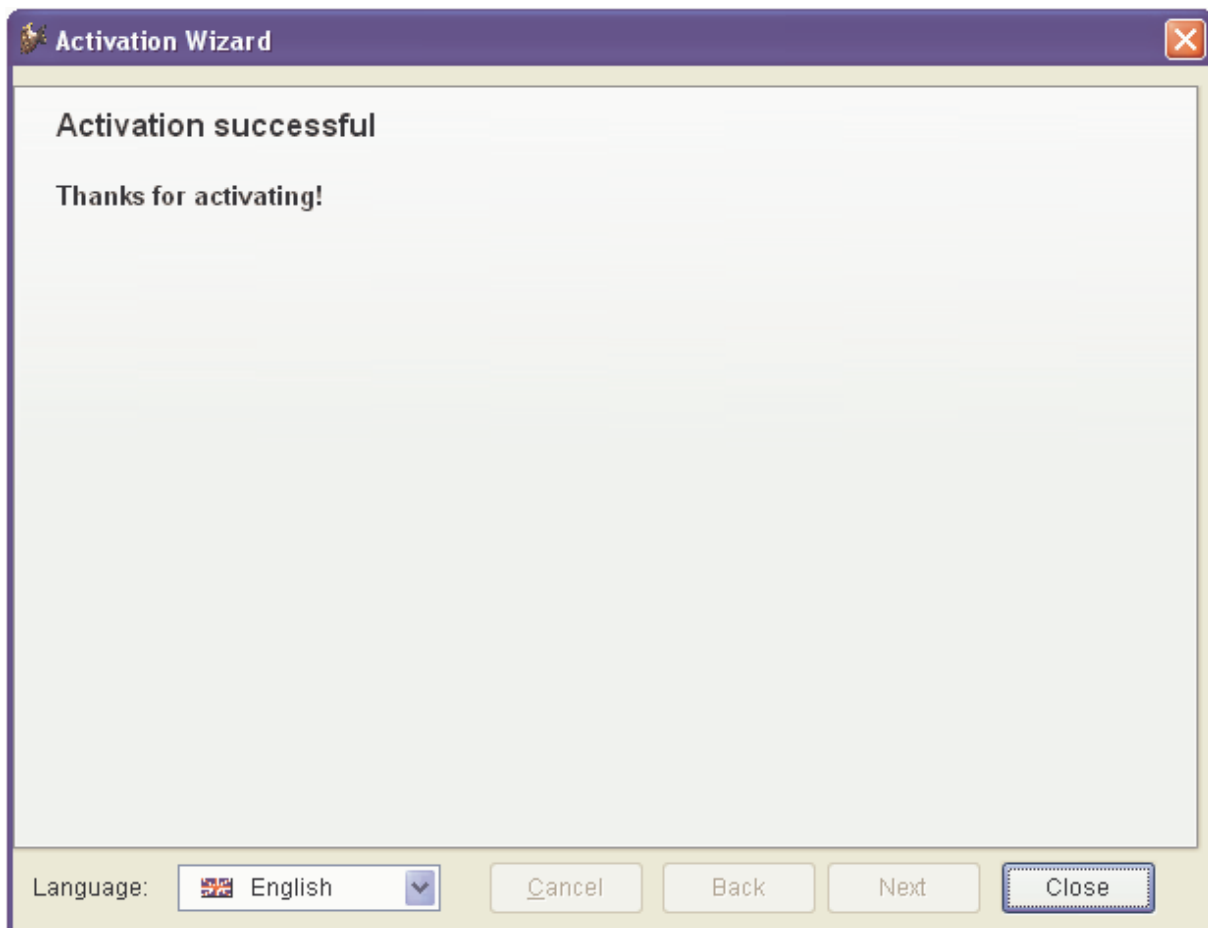 Activation Wizard
Activation successful
Thanks for activating!
Language: English Cancel Back Next Close